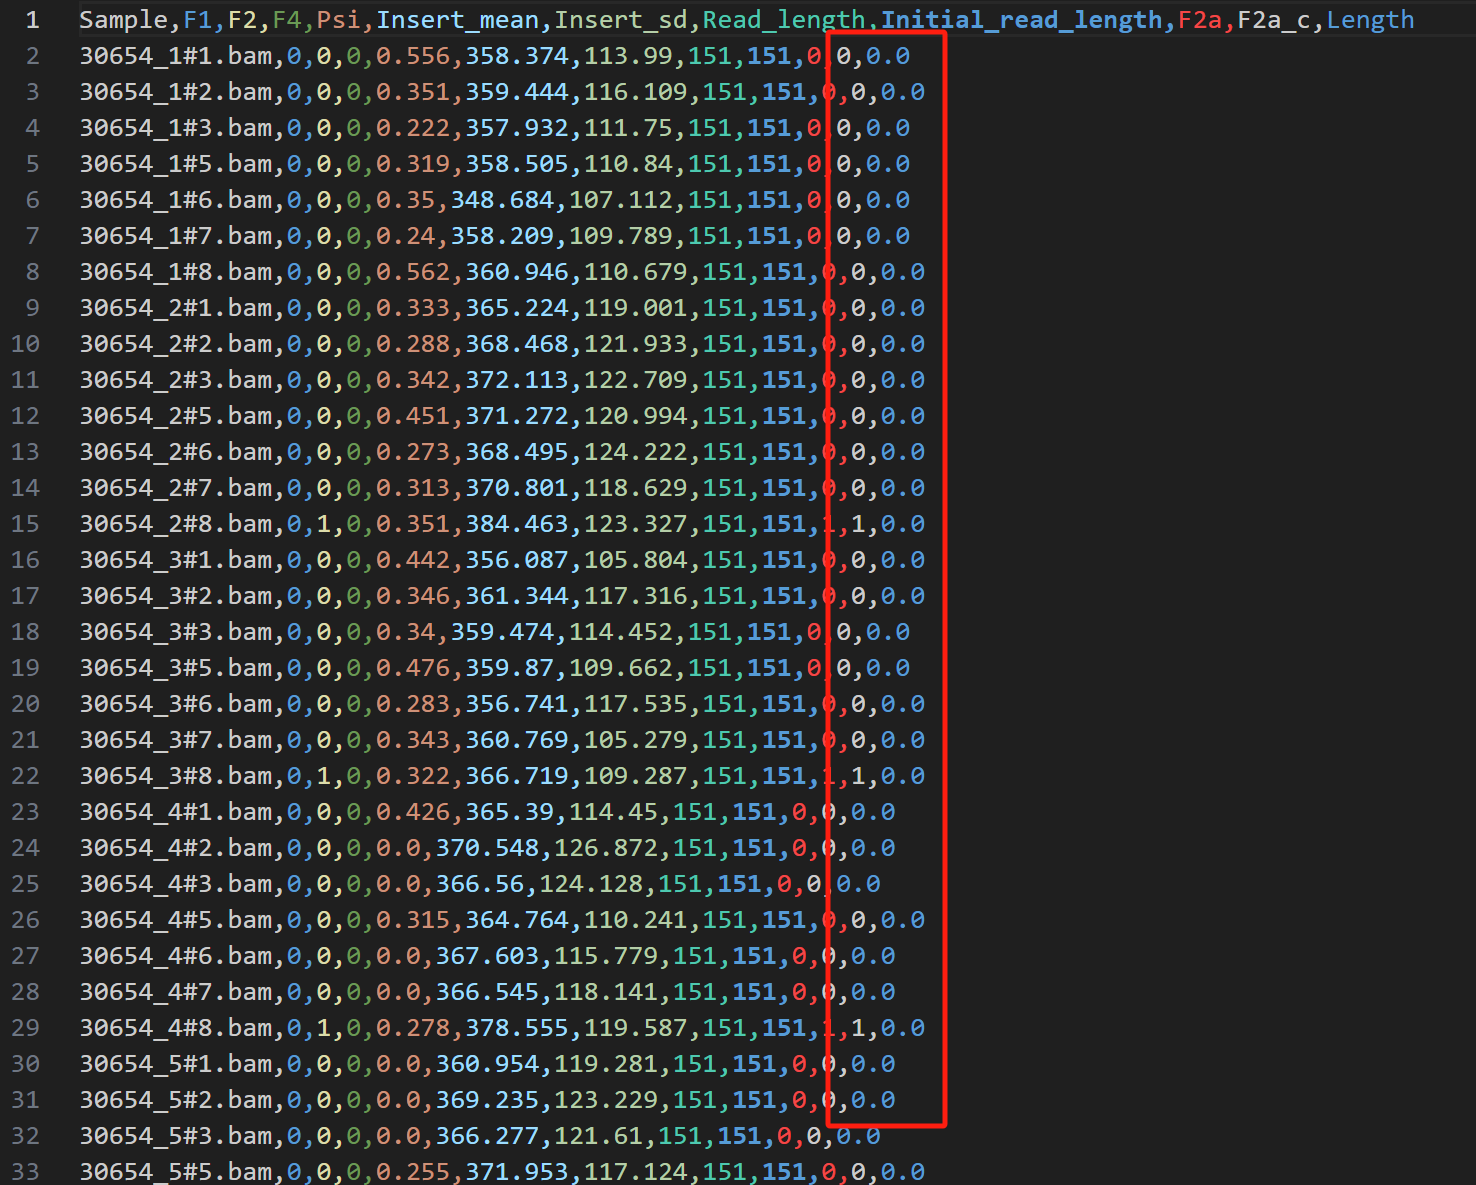 1 Sample,F1,F2,F4,Psi,Insert_mean,Insert_sd,Read_length,Initial_read_length,F2a,F2a_c,Length
2 30654_1#1.bam,0,0,0,0.556,358.374,113.99,151,151,0,0,0.0
3 30654_1#2.bam,0,0,0,0.351,359.444,116.109,151,151,0,0,0.0
4 30654_1#3.bam,0,0,0,0.222,357.932,111.75,151,151,0,0,0.0
5 30654_1#5.bam,0,0,0,0.319,358.505,110.84,151,151,0,0,0.0
6 30654_1#6.bam,0,0,0,0.35,348.684,107.112,151,151,0,0,0.0
7 30654_1#7.bam,0,0,0,0.24,358.209,109.789,151,151,0,0,0.0
8 30654_1#8.bam,0,0,0,0.562,360.946,110.679,151,151,0,0,0.0
9 30654_2#1.bam,0,0,0,0.333,365.224,119.001,151,151,0,0,0.0
10 30654_2#2.bam,0,0,0,0.288,368.468,121.933,151,151,0,0,0.0
11 30654_2#3.bam,0,0,0,0.342,372.113,122.709,151,151,0,0,0.0
12 30654_2#5.bam,0,0,0,0.451,371.272,120.994,151,151,0,0,0.0
13 30654_2#6.bam,0,0,0,0.273,368.495,124.222,151,151,0,0,0.0
14 30654_2#7.bam,0,0,0,0.313,370.801,118.629,151,151,0,0,0.0
15 30654_2#8.bam,0,1,0,0.351,384.463,123.327,151,151,1,1,0.0
16 30654_3#1.bam,0,0,0,0.442,356.087,105.804,151,151,0,0,0.0
17 30654_3#2.bam,0,0,0,0.346,361.344,117.316,151,151,0,0,0.0
18 30654_3#3.bam,0,0,0,0.34,359.474,114.452,151,151,0,0,0.0
19 30654_3#5.bam,0,0,0,0.476,359.87,109.662,151,151,0,0,0.0
20 30654_3#6.bam,0,0,0,0.283,356.741,117.535,151,151,0,0,0.0
21 30654_3#7.bam,0,0,0,0.343,360.769,105.279,151,151,0,0,0.0
22 30654_3#8.bam,0,1,0,0.322,366.719,109.287,151,151,1,1,0.0
23 30654_4#1.bam,0,0,0,0.426,365.39,114.45,151,151,0,0,0.0
24 30654_4#2.bam,0,0,0,0.0,370.548,126.872,151,151,0,0,0.0
25 30654_4#3.bam,0,0,0,0.0,366.56,124.128,151,151,0,0,0.0
26 30654_4#5.bam,0,0,0,0.315,364.764,110.241,151,151,0,0,0.0
27 30654_4#6.bam,0,0,0,0.0,367.603,115.779,151,151,0,0,0.0
28 30654_4#7.bam,0,0,0,0.0,366.545,118.141,151,151,0,0,0.0
29 30654_4#8.bam,0,1,0,0.278,378.555,119.587,151,151,1,1,0.0
30 30654_5#1.bam,0,0,0,0.0,360.954,119.281,151,151,0,0,0.0
31 30654_5#2.bam,0,0,0,0.0,369.235,123.229,151,151,0,0,0.0
32 30654_5#3.bam,0,0,0,0.0,366.277,121.61,151,151,0,0,0.0
33 30654_5#5.bam,0,0,0,0.255,371.953,117.124,151,151,0,0,0.0